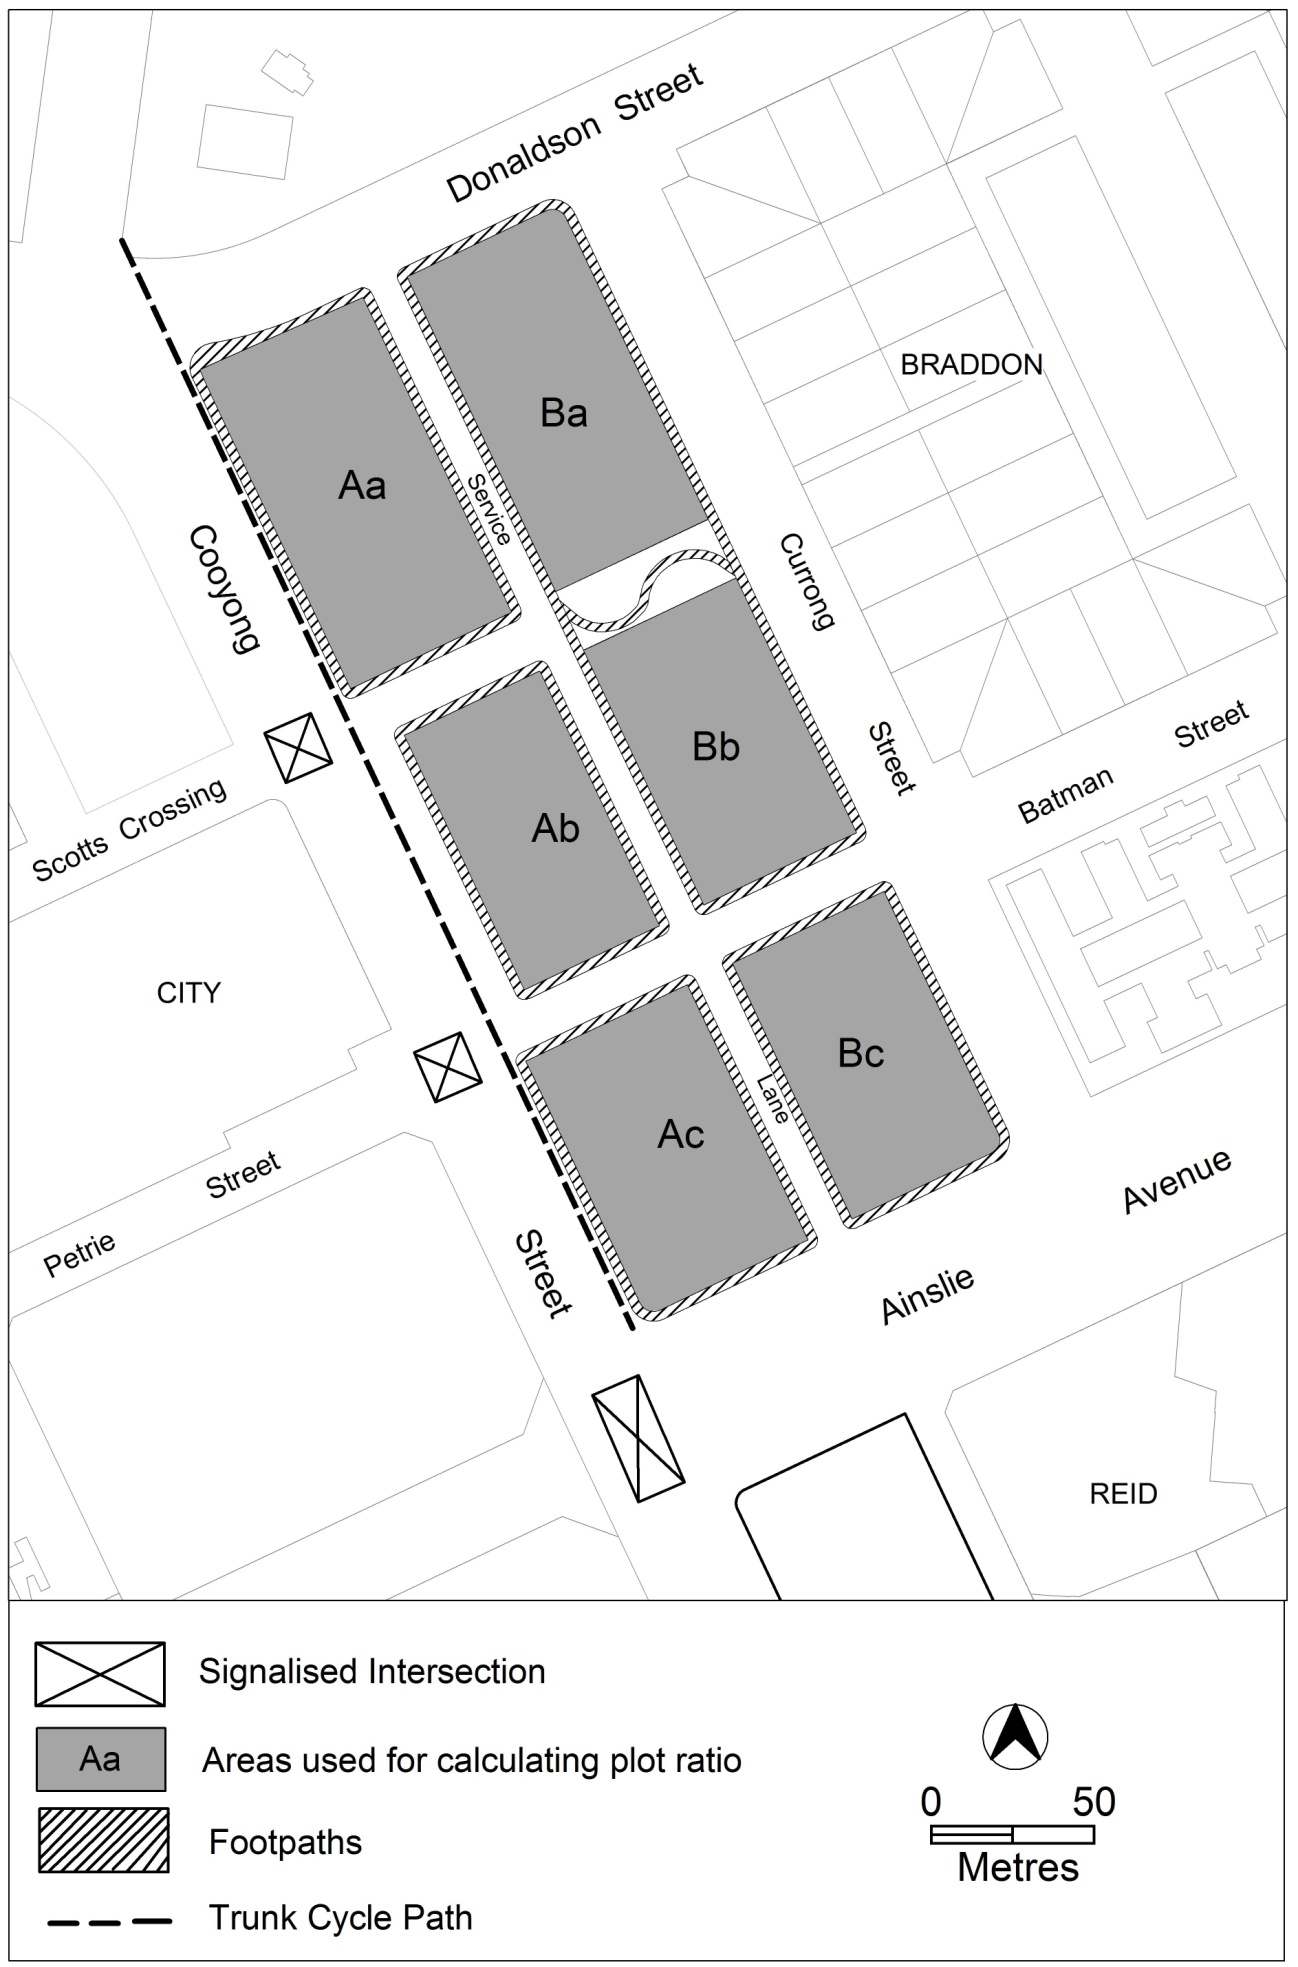 Donaldson Street
BRADDON
Ba
Aa
Service
Cooyong
Currong
Bb
Street
Street
Batman
Scotts Crossing
Ab
CITY
Bc
Lane
Ac
Street
Avenue
Petrie
Street
Ainslie
REID
Signalised Intersection
Aa
Areas used for calculating plot ratio
Footpaths
Trunk Cycle Path
0 50
Metres